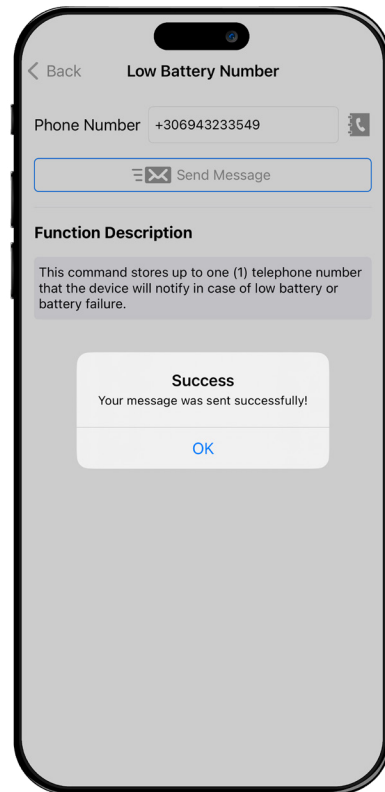 Back
Low Battery Number
Phone Number
+306943233549
Send Message
Function Description
This command stores up to one (1) telephone number
that the device will notify in case of low battery or
battery failure.
Success
Your message was sent successfully!
OK